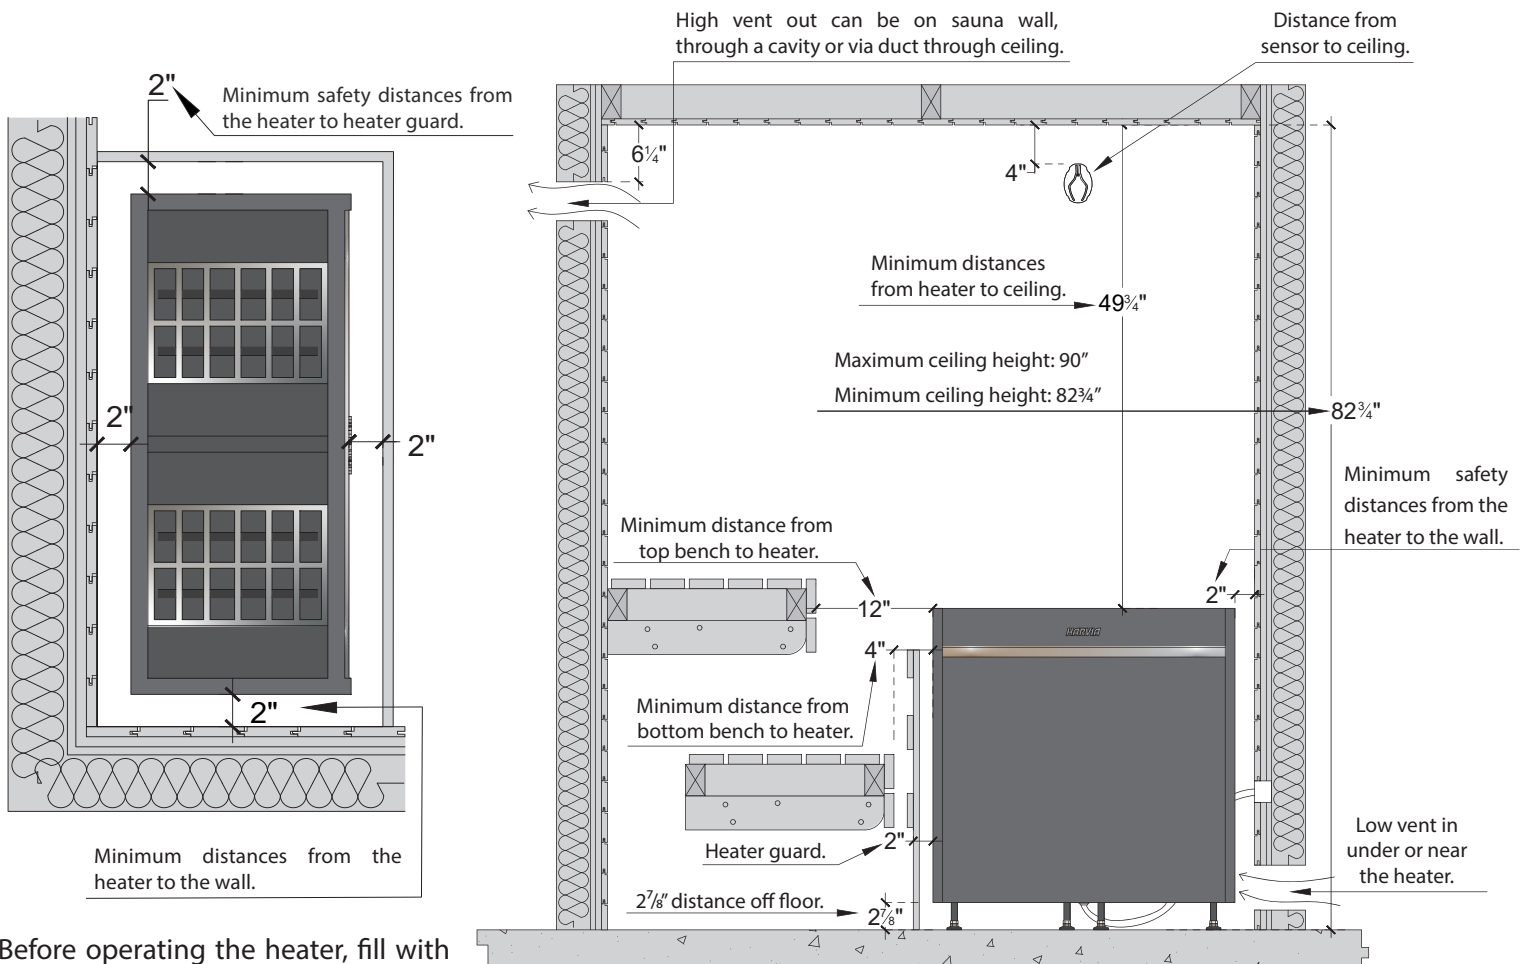 High vent out can be on sauna wall,
through a cavity or via duct through ceiling.
Distance from
sensor to ceiling.
2"
Minimum safety distances from
the heater to heater guard.
6¼"
4"
Minimum distances
from heater to ceiling.
49¾"
Maximum ceiling height: 90”
Minimum ceiling height: 82¾”
82¾"
2"
2"
Minimum safety
distances from the
heater to the wall.
2"
Minimum distance from
top bench to heater.
12"
HARVIA
4"
Minimum distance from
bottom bench to heater.
2"
Minimum distances from the
heater to the wall.
Heater guard.
2"
Low vent in
under or near
the heater.
2⅞” distance off floor.
2⅞"
Before operating the heater, fill with